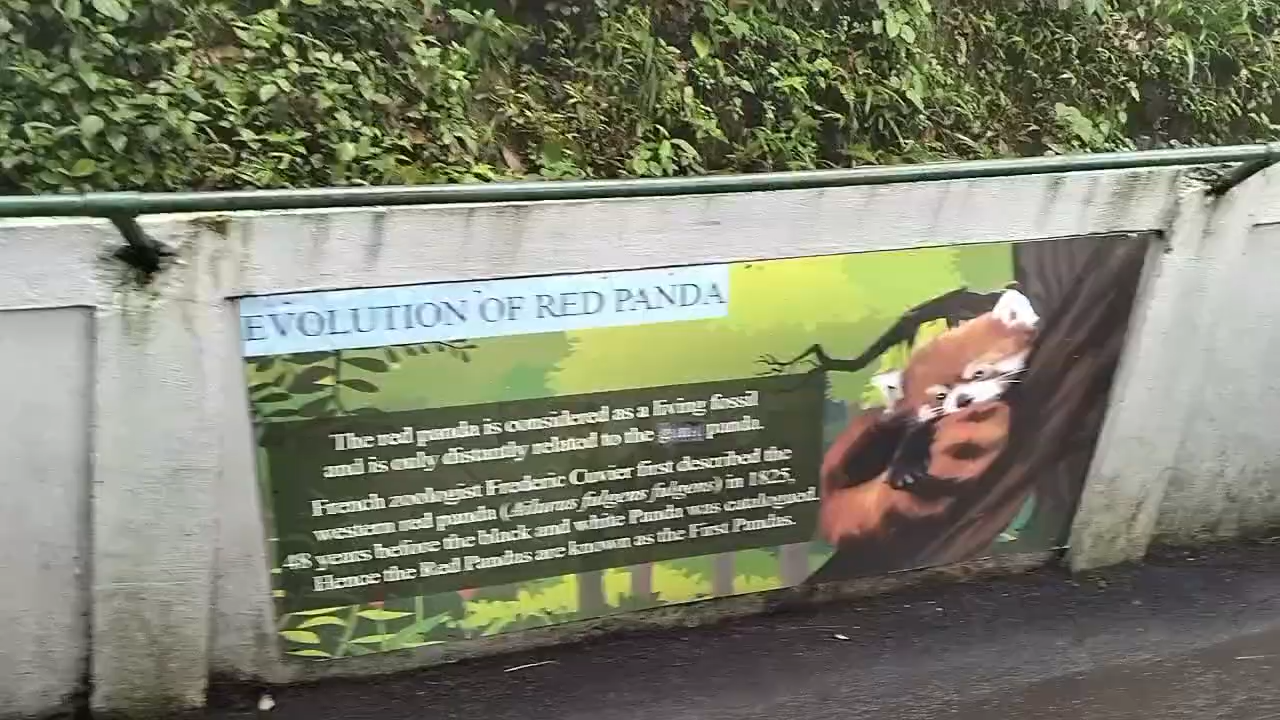 EVOLUTION OF RED PANDA
The red panda is considered as a living fossil
and is only distantly related to the giant panda.
French zoologist Frederic Cuvier first described the
western red panda (Ailurus fulgens fulgens) in 1825,
48 years before the black and white Panda was catalogued.
Hence the Red Pandas are known as the First Pandas.